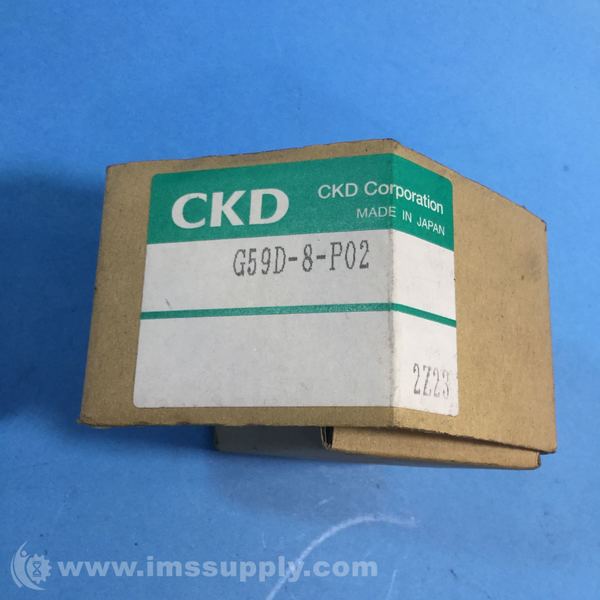 CKD
CKD Corporation
MADE IN JAPAN
G59D-8-P02
2Z23
www.imssupply.com